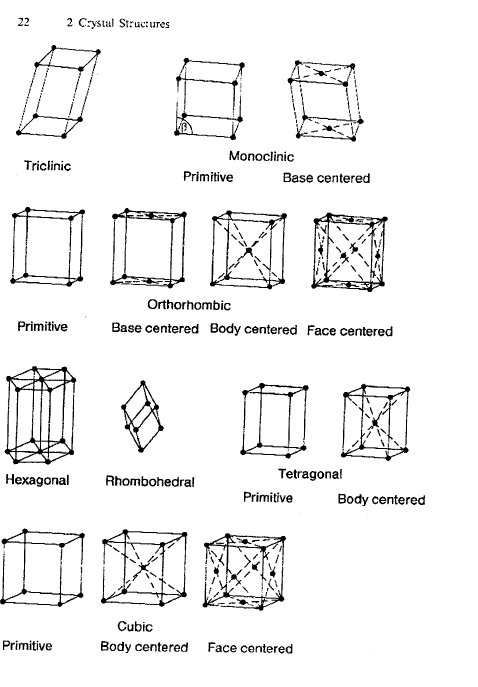 22 2 Crystal Structures
β
Triclinic
Monoclinic
Primitive Base centered
Orthorhombic
Primitive Base centered Body centered Face centered
Hexagonal Rhombohedral Tetragonal
Primitive Body centered
Cubic
Primitive Body centered Face centered